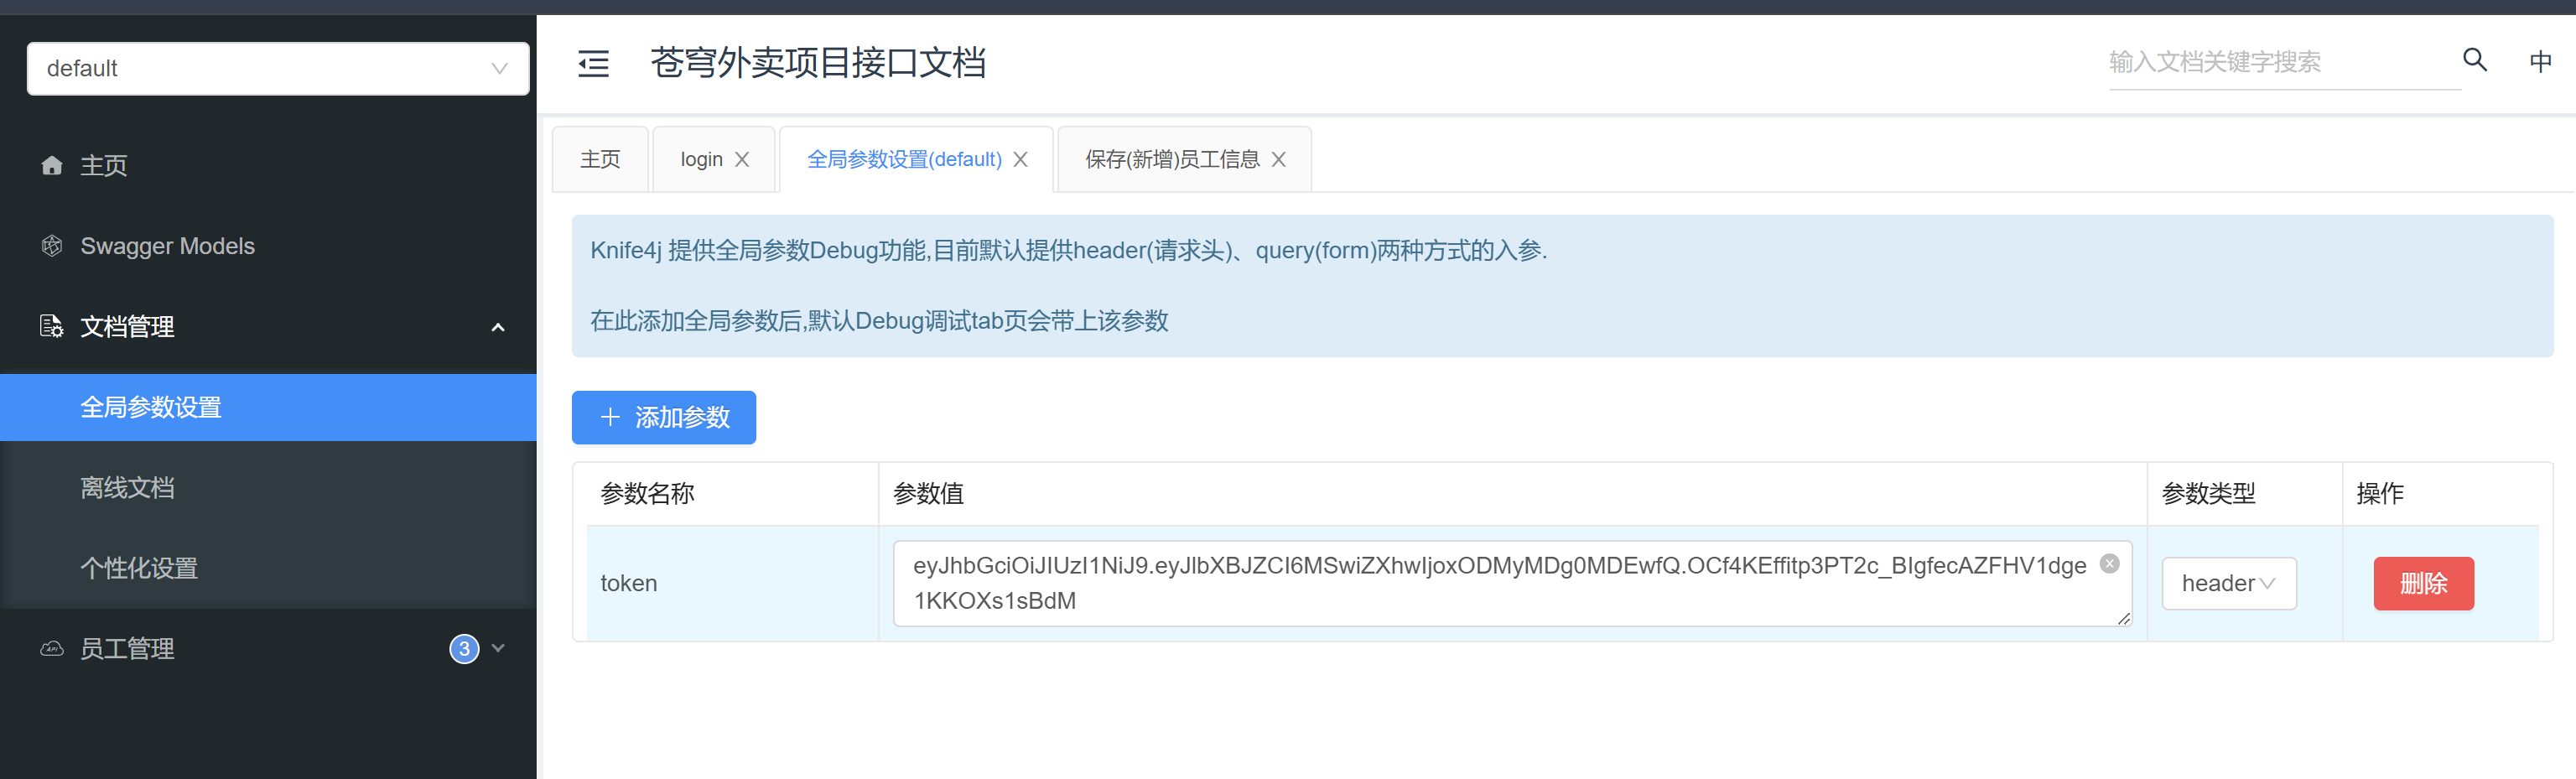 default
主页
Swagger Models
文档管理
全局参数设置
离线文档
个性化设置
员工管理
3
苍穹外卖项目接口文档
输入文档关键字搜索
中
主页
login
全局参数设置(default)
保存(新增)员工信息
Knife4j 提供全局参数Debug功能,目前默认提供header(请求头)、query(form)两种方式的入参.
在此添加全局参数后,默认Debug调试tab页会带上该参数
添加参数
参数名称 参数值 参数类型 操作
token
eyJhbGciOiJIUzI1NiJ9.eyJlbXBJZCI6MSwiZXhwIjoxODMyMDg0MDEwfQ.OCf4KEffitp3PT2c_BIgfecAZFHV1dge
1KKOXs1sBdM
header
删除